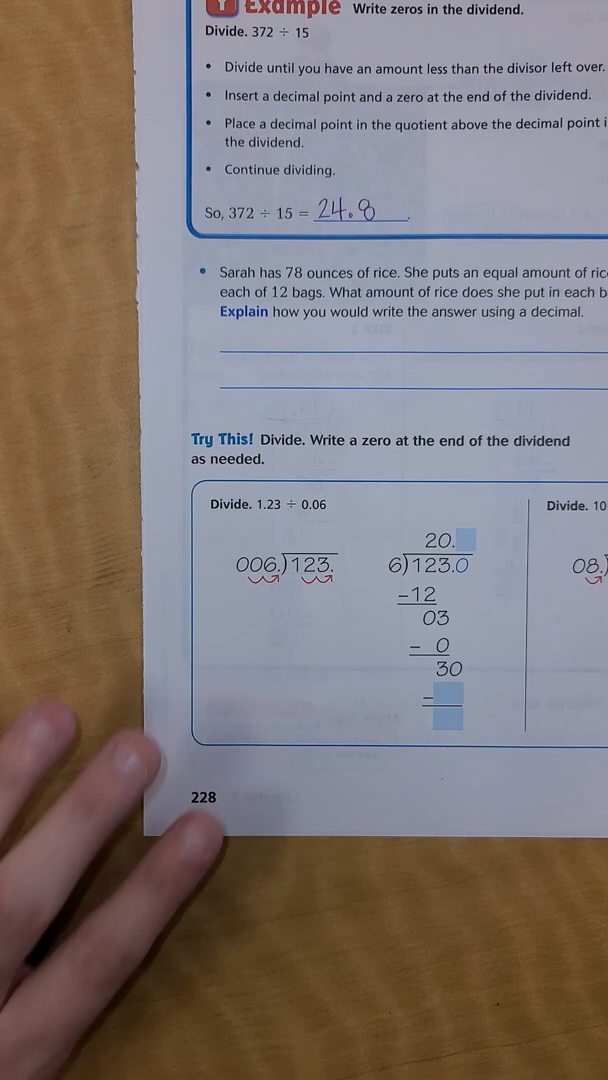 Example Write zeros in the dividend.
Divide. 372 ÷ 15
• Divide until you have an amount less than the divisor left over.
• Insert a decimal point and a zero at the end of the dividend.
• Place a decimal point in the quotient above the decimal point
the dividend.
• Continue dividing.
So, 372 ÷ 15 = 24.8.
• Sarah has 78 ounces of rice. She puts an equal amount of
each of 12 bags. What amount of rice does she put in each
Explain how you would write the answer using a decimal.
Try This! Divide. Write a zero at the end of the dividend
as needed.
Divide. 1.23 ÷ 0.06
Divide. 10
20.
006.)123.
6)123.0
08.)
−12
03
− 0
30
−
228